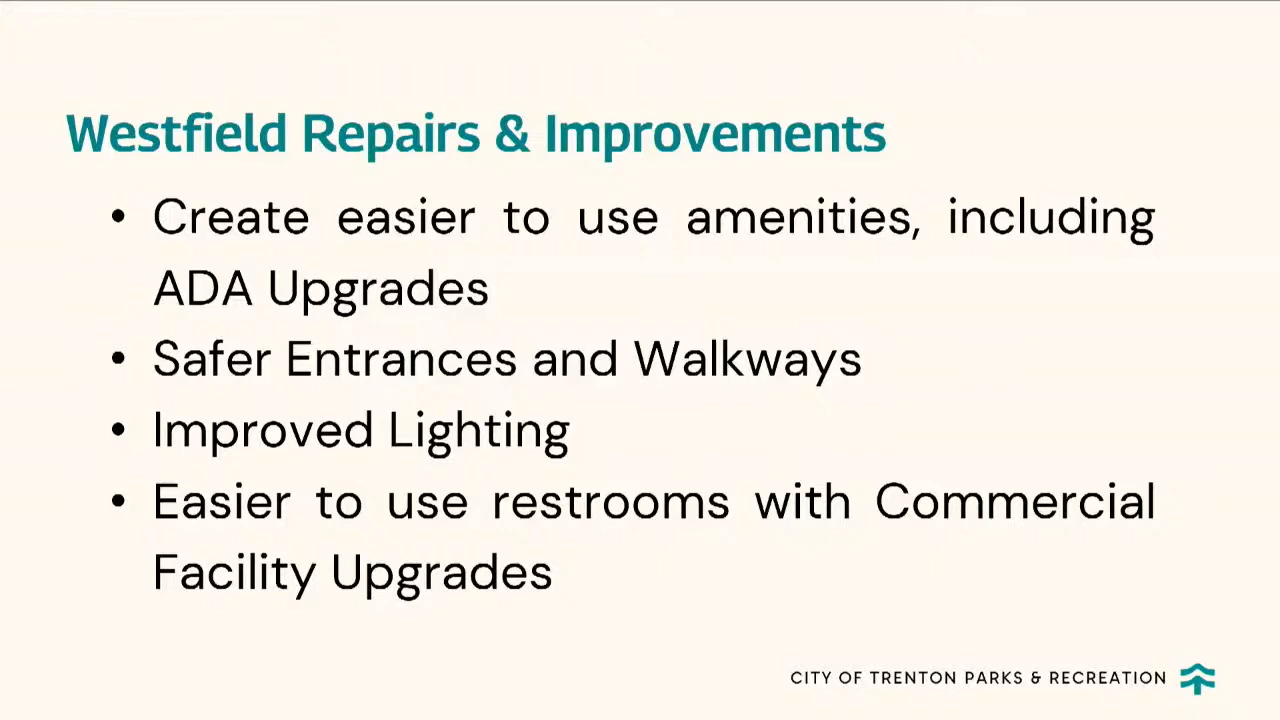 Westfield Repairs & Improvements
• Create easier to use amenities, including
ADA Upgrades
• Safer Entrances and Walkways
• Improved Lighting
• Easier to use restrooms with Commercial
Facility Upgrades
CITY OF TRENTON PARKS & RECREATION